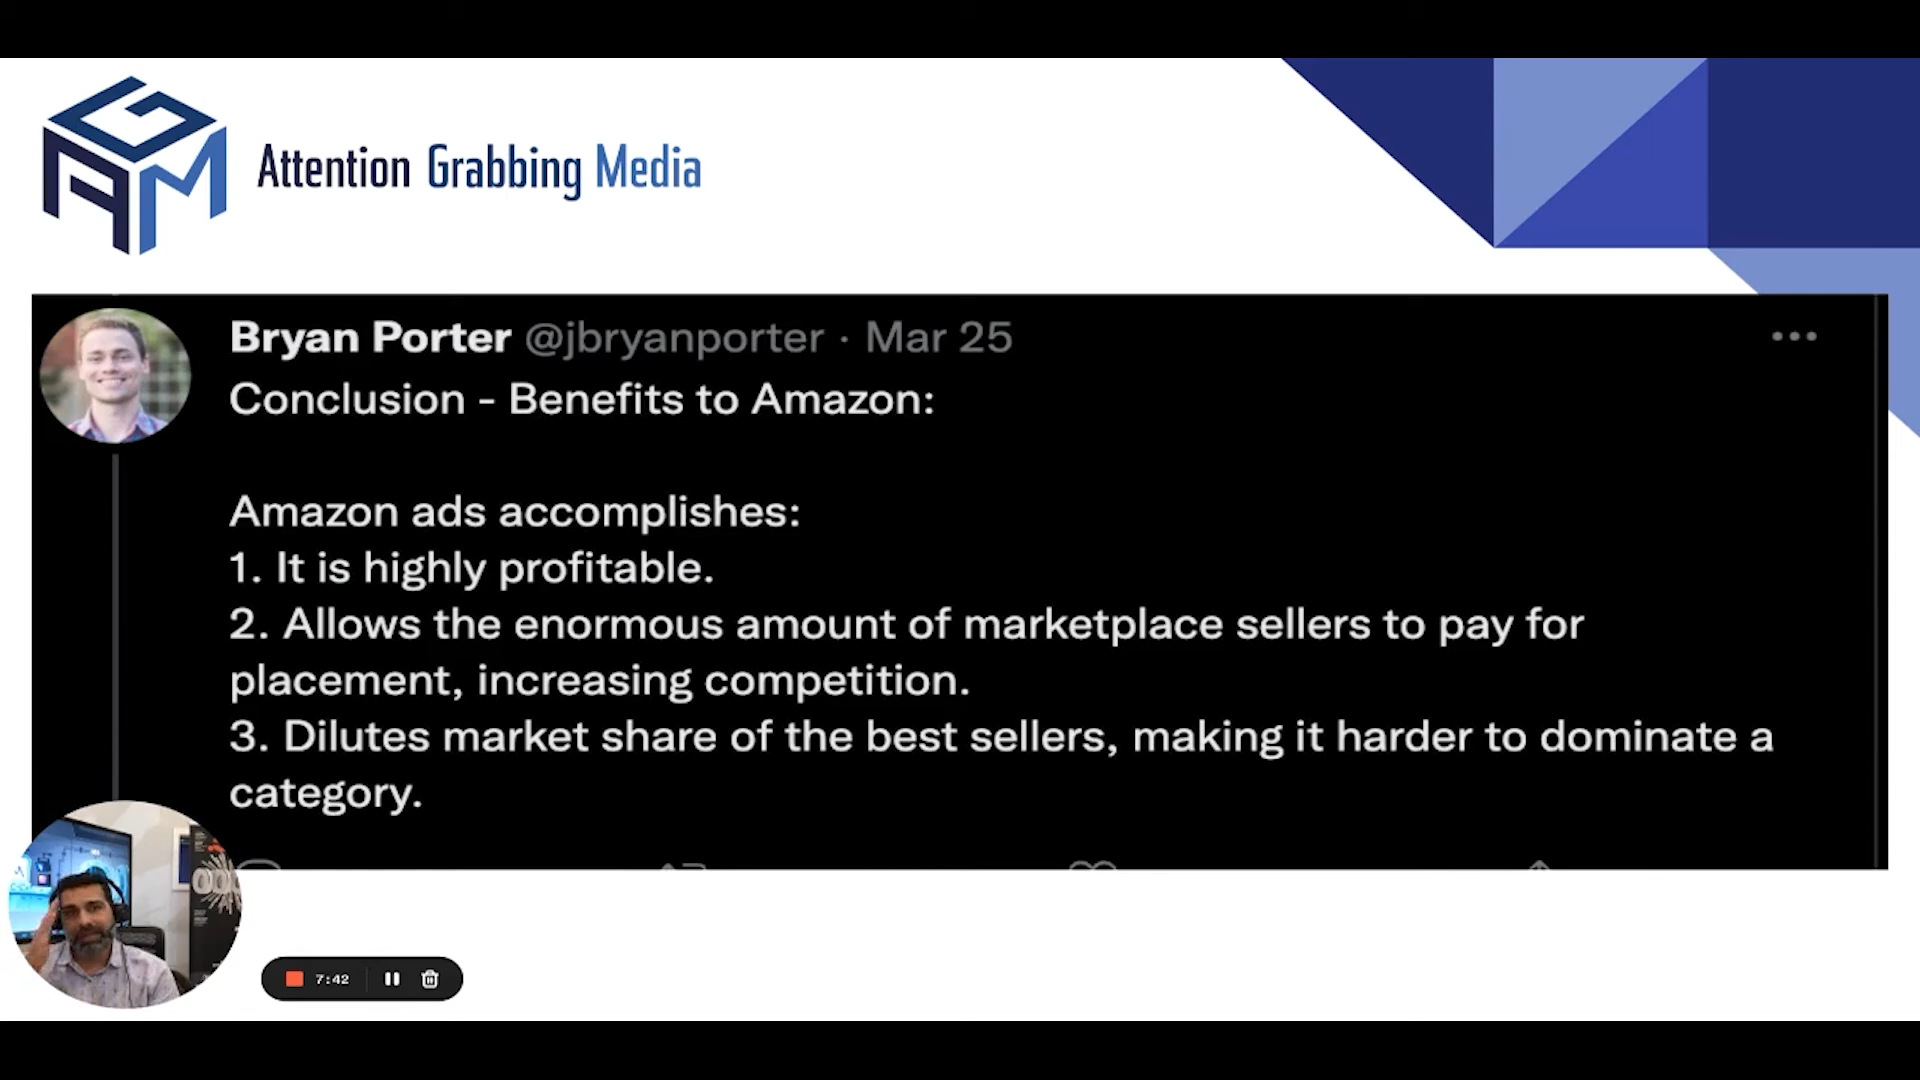 GAM
Attention Grabbing Media
Bryan Porter @jbryanporter · Mar 25
Conclusion - Benefits to Amazon:
Amazon ads accomplishes:
1. It is highly profitable.
2. Allows the enormous amount of marketplace sellers to pay for
placement, increasing competition.
3. Dilutes market share of the best sellers, making it harder to dominate a
category.
7:42